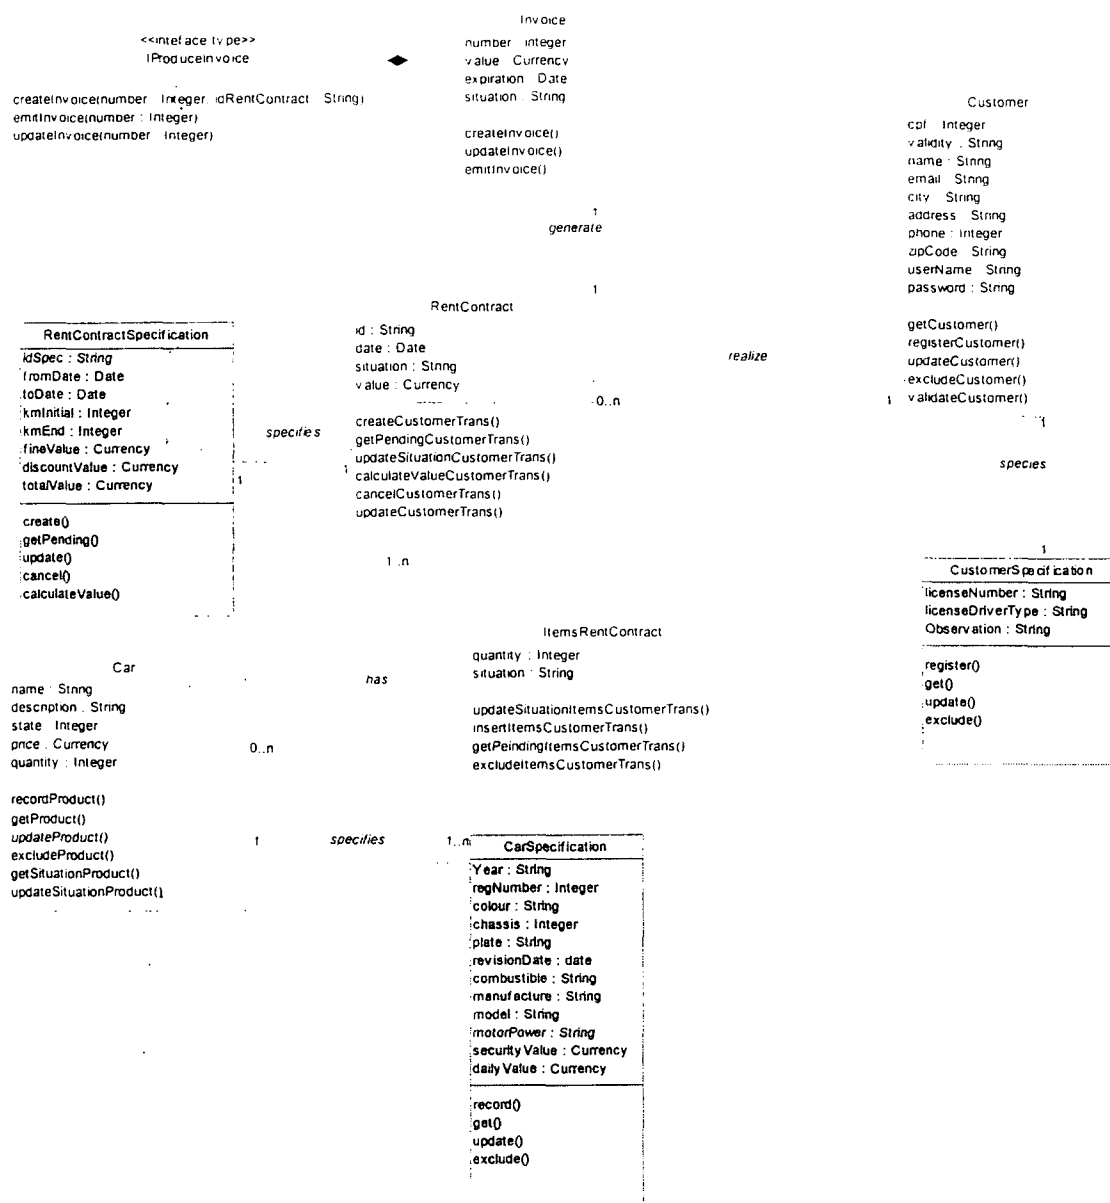 <<inteface type>>
IProduceInvoice
createInvoice(number : Integer, idRentContract : String)
emitInvoice(number : Integer)
updateInvoice(number : Integer)
Invoice
number : Integer
value : Currency
expiration : Date
situation : String
createInvoice()
updateInvoice()
emitInvoice()
Customer
cpf : Integer
validity : String
name : String
email : String
city : String
address : String
phone : Integer
zipCode : String
userName : String
password : String
getCustomer()
registerCustomer()
updateCustomer()
excludeCustomer()
validateCustomer()
1
generate
1
RentContract
id : String
date : Date
situation : String
value : Currency
createCustomerTrans()
getPendingCustomerTrans()
updateSituationCustomerTrans()
calculateValueCustomerTrans()
cancelCustomerTrans()
updateCustomerTrans()
realize
0..n
1
RentContractSpecification
idSpec : String
fromDate : Date
toDate : Date
kmInitial : Integer
kmEnd : Integer
fineValue : Currency
discountValue : Currency
totalValue : Currency
create()
getPending()
update()
cancel()
calculateValue()
specifies
1
1
1
species
1
1..n
CustomerSpecification
licenseNumber : String
licenseDriverType : String
Observation : String
register()
get()
update()
exclude()
ItemsRentContract
quantity : Integer
situation : String
updateSituationItemsCustomerTrans()
insertItemsCustomerTrans()
getPeindingItemsCustomerTrans()
excludeItemsCustomerTrans()
Car
name : String
description : String
state : Integer
price : Currency
quantity : Integer
recordProduct()
getProduct()
updateProduct()
excludeProduct()
getSituationProduct()
updateSituationProduct()
has
0..n
1
specifies
1..n
CarSpecification
Year : String
regNumber : Integer
colour : String
chassis : Integer
plate : String
revisionDate : date
combustible : String
manufacture : String
model : String
motorPower : String
securityValue : Currency
dailyValue : Currency
record()
get()
update()
exclude()